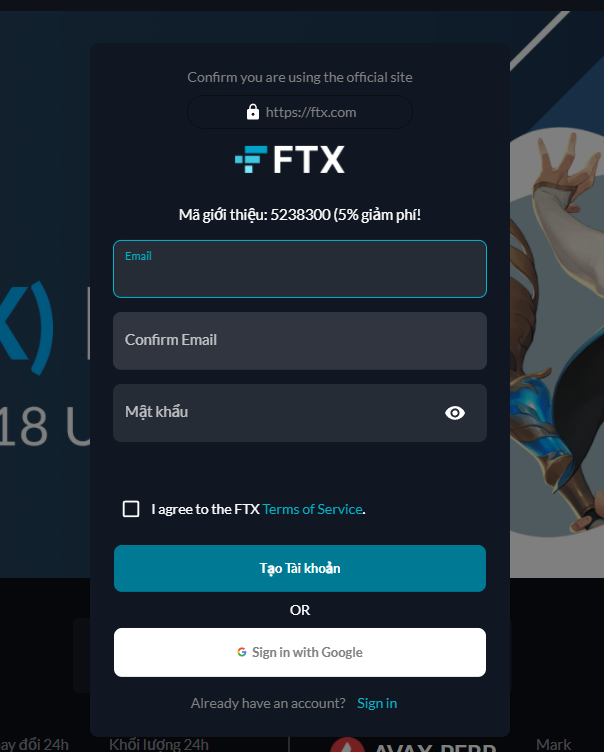 Confirm you are using the official site
https://ftx.com
FTX
Mã giới thiệu: 5238300 (5% giảm phí!
Email
Confirm Email
Mật khẩu
I agree to the FTX Terms of Service.
Tạo Tài khoản
OR
G Sign in with Google
Already have an account? Sign in
X)
18 U
ay đổi 24h
Khối lượng 24h
AVAX-PERP
Mark